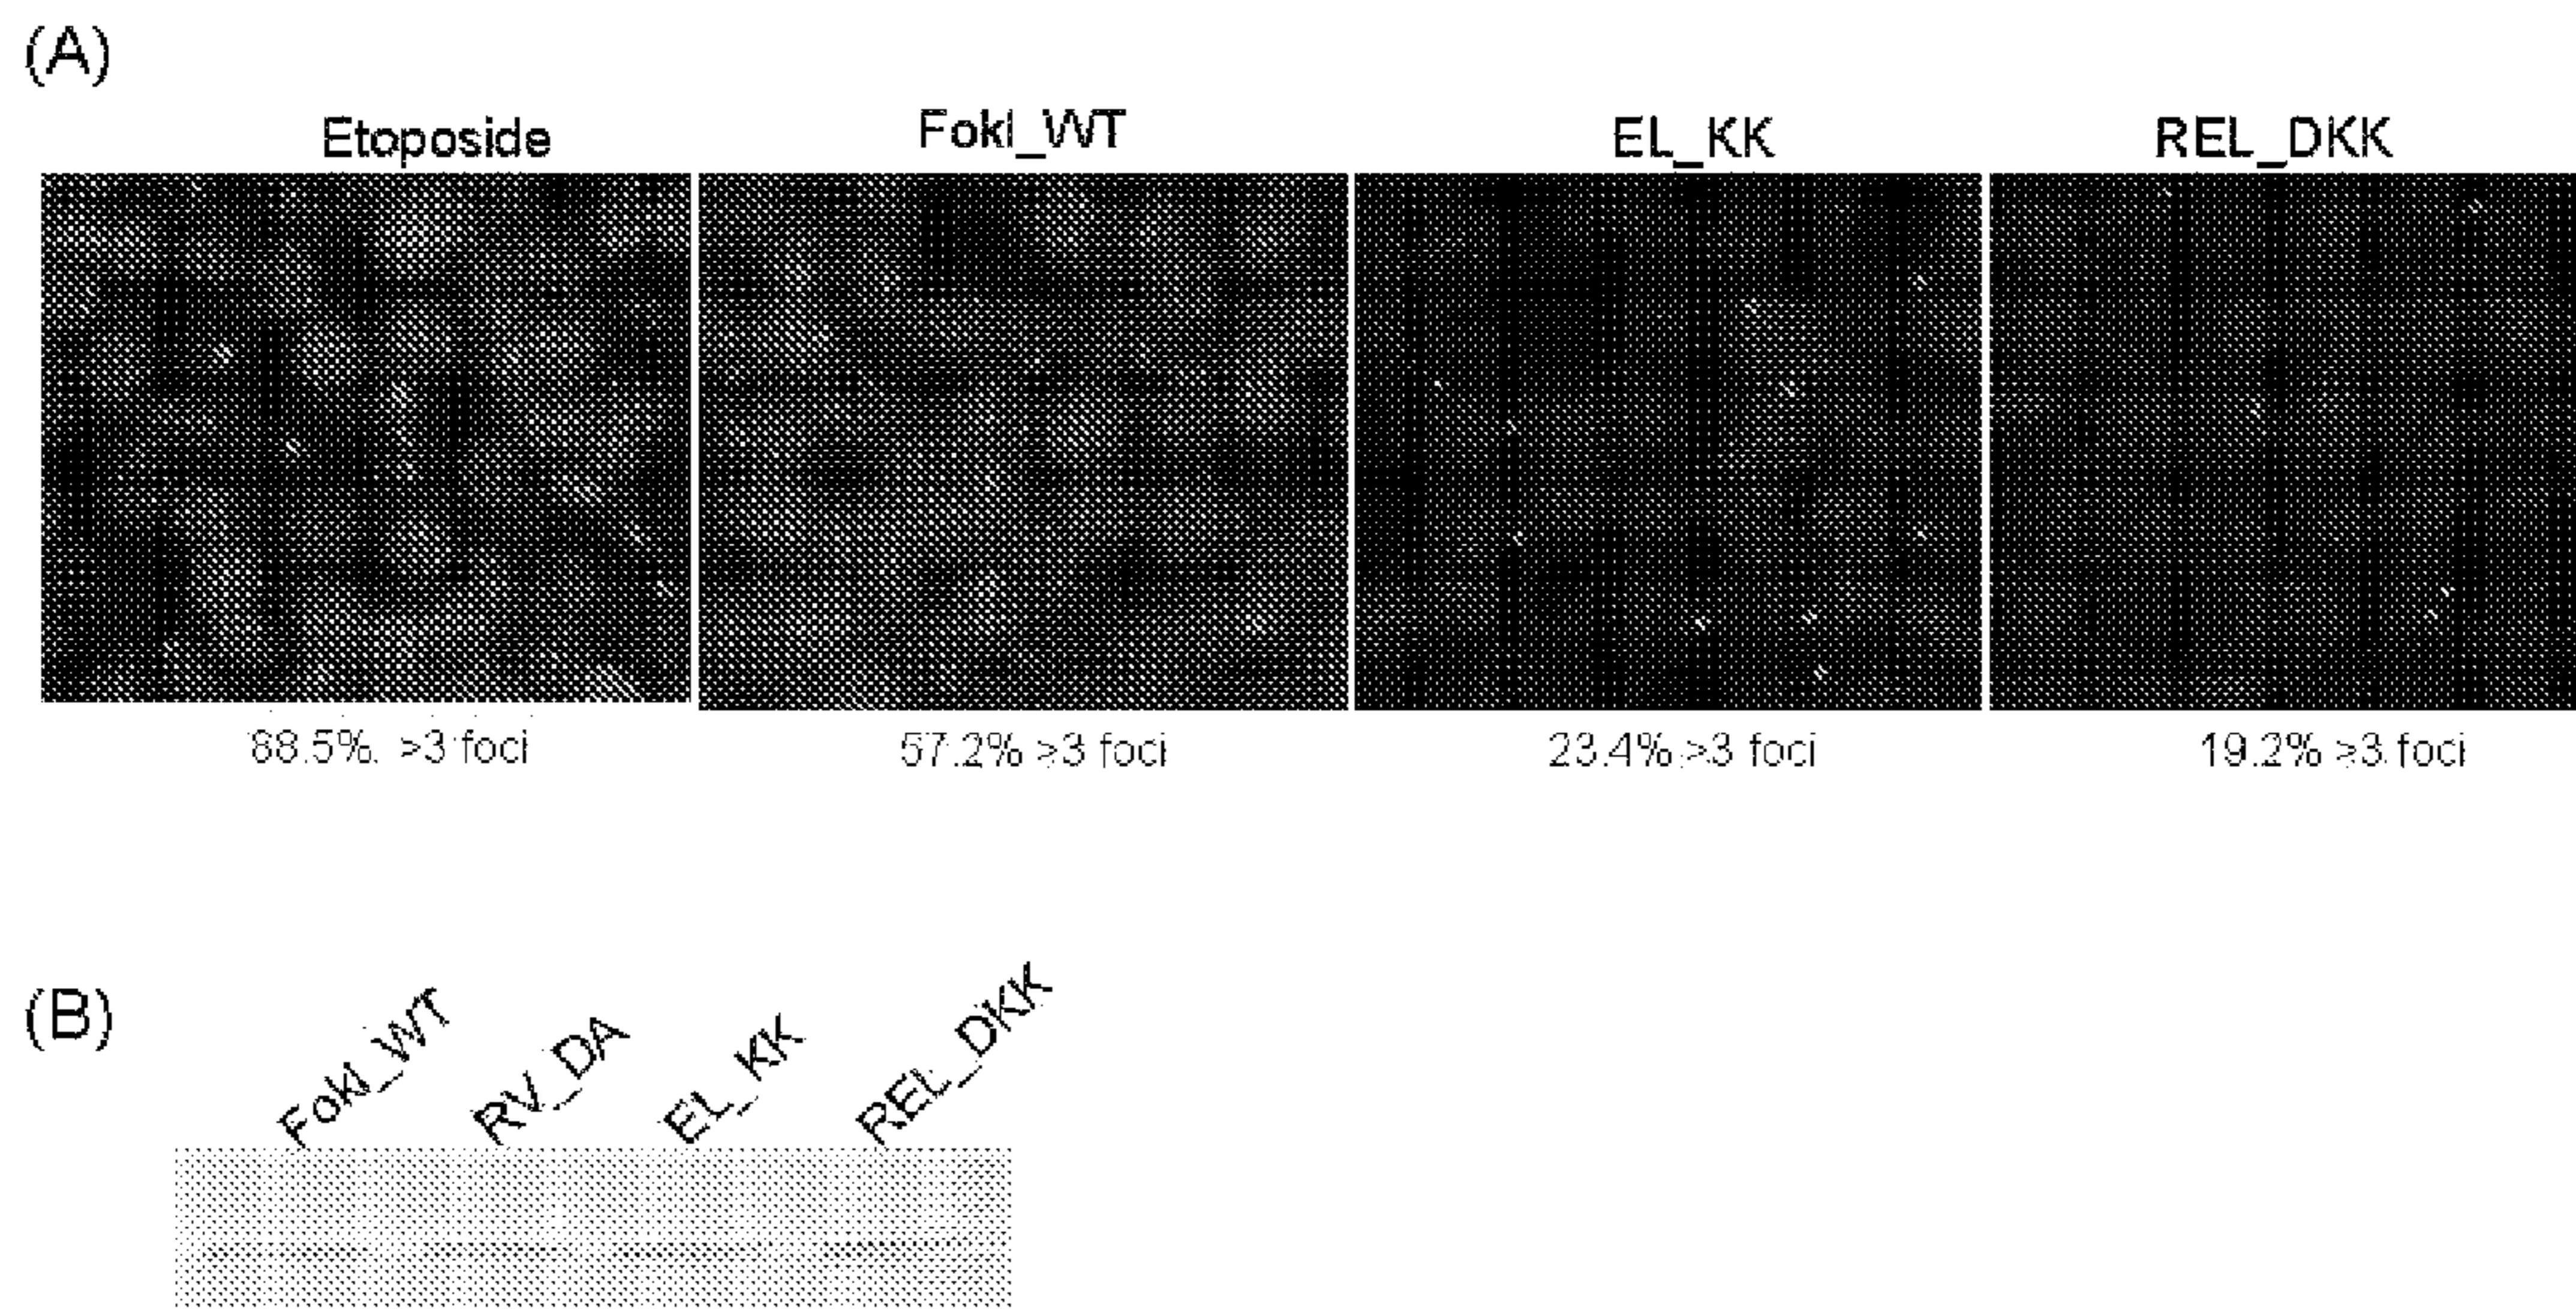 (A)
Etoposide FokI_WT EL_KK REL_DKK
88.5% ≥3 foci 57.2% ≥3 foci 23.4% ≥3 foci 19.2% ≥3 foci
(B)
FokI_WT RV_DA EL_KK REL_DKK